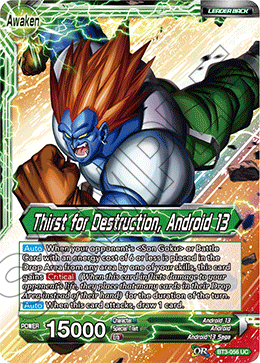 Awaken
LEADER BACK
Thirst for Destruction, Android 13
Auto When your opponent's <Son Goku> or Battle
Card with an energy cost of 6 or less is placed in the
Drop Area from any area by one of your skills, this card
gains Critical (When this card inflicts damage to your
opponent's life, they place that many cards in their Drop
Area instead of their hand) for the duration of the turn.
Auto When this card attacks, draw 1 card.
POWER
15000
Character
Special Trait
Era
Android 13
Android
Android 13 Saga
BT3-056 UC